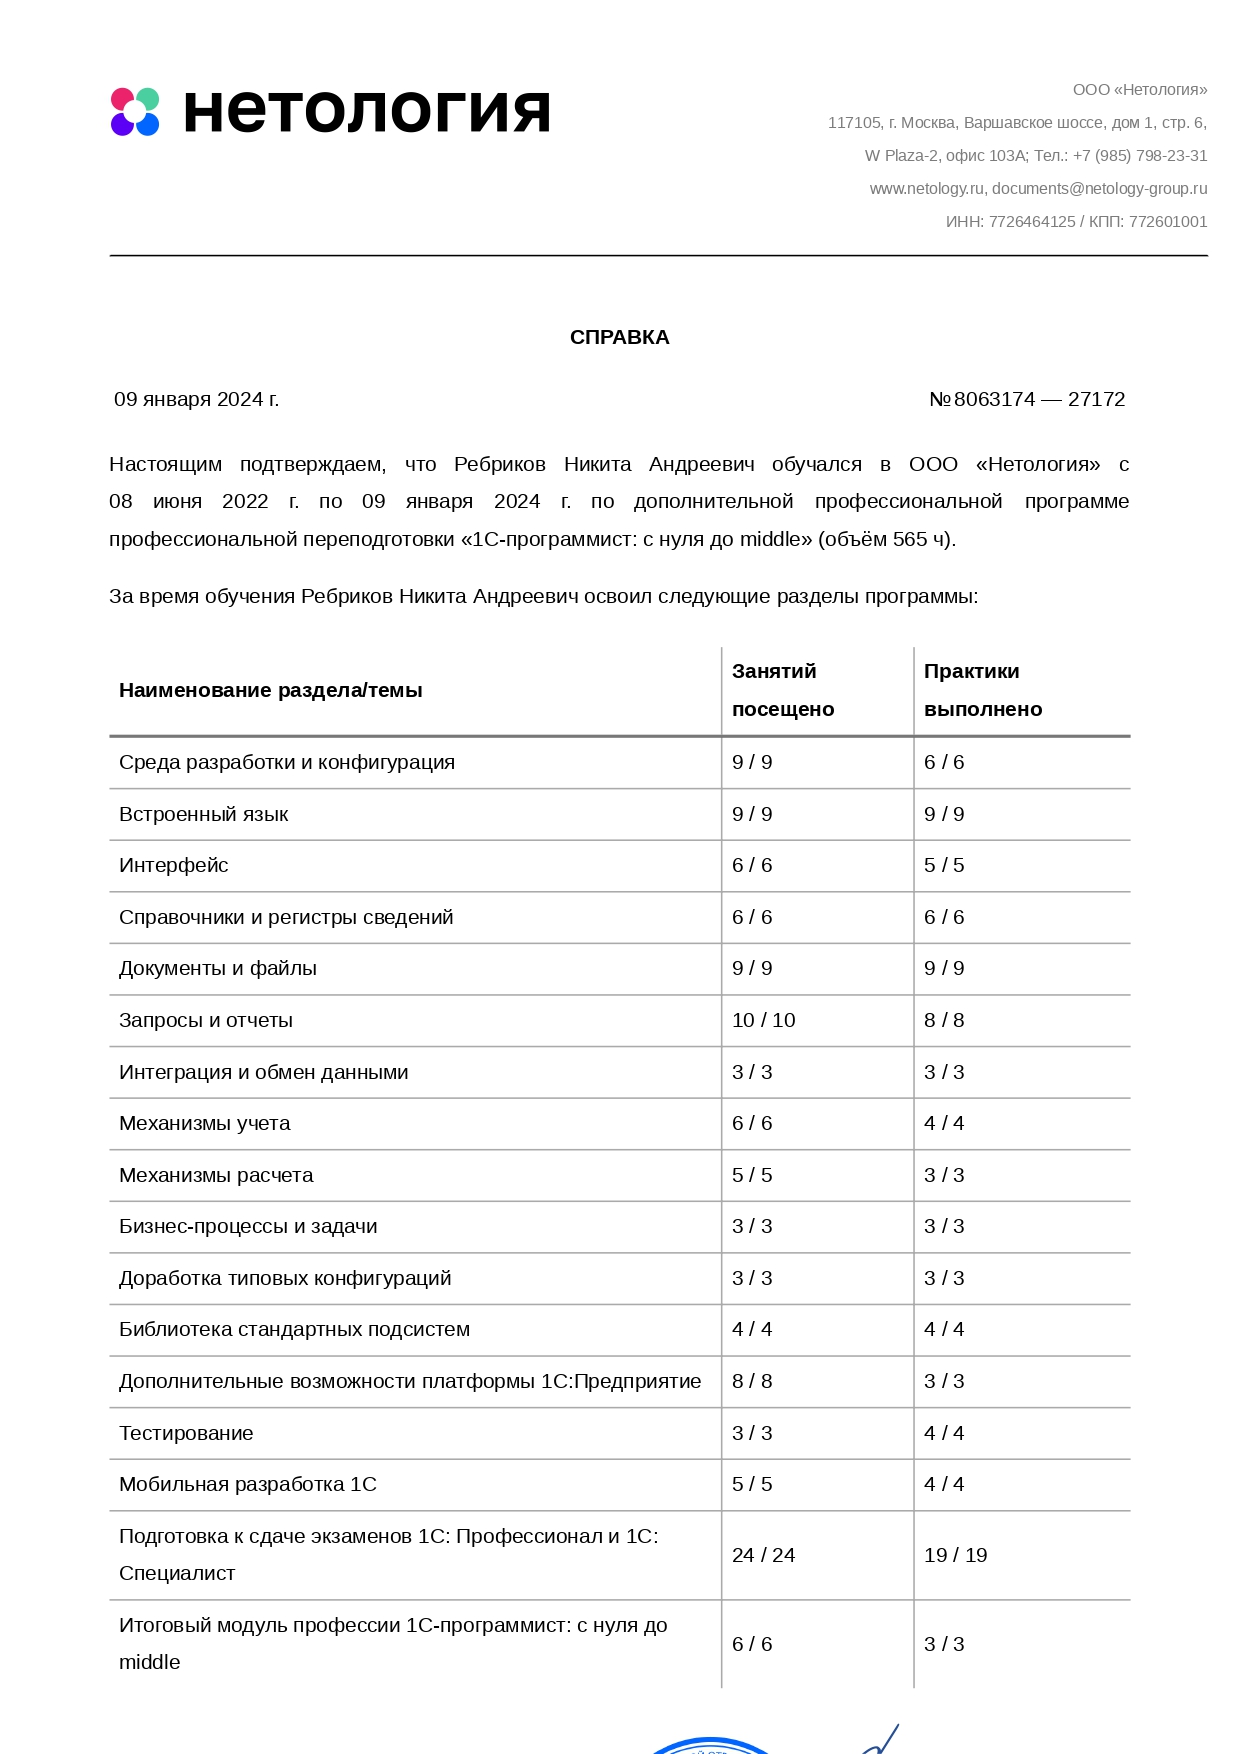 нетология
ООО «Нетология»
117105, г. Москва, Варшавское шоссе, дом 1, стр. 6,
W Plaza-2, офис 103А; Тел.: +7 (985) 798-23-31
www.netology.ru, documents@netology-group.ru
ИНН: 7726464125 / КПП: 772601001
СПРАВКА
09 января 2024 г. №8063174 — 27172
Настоящим подтверждаем, что Ребриков Никита Андреевич обучался в ООО «Нетология» с
08 июня 2022 г. по 09 января 2024 г. по дополнительной профессиональной программе
профессиональной переподготовки «1С-программист: с нуля до middle» (объём 565 ч).
За время обучения Ребриков Никита Андреевич освоил следующие разделы программы:
Наименование раздела/темы Занятий посещено Практики выполнено
Среда разработки и конфигурация 9 / 9 6 / 6
Встроенный язык 9 / 9 9 / 9
Интерфейс 6 / 6 5 / 5
Справочники и регистры сведений 6 / 6 6 / 6
Документы и файлы 9 / 9 9 / 9
Запросы и отчеты 10 / 10 8 / 8
Интеграция и обмен данными 3 / 3 3 / 3
Механизмы учета 6 / 6 4 / 4
Механизмы расчета 5 / 5 3 / 3
Бизнес-процессы и задачи 3 / 3 3 / 3
Доработка типовых конфигураций 3 / 3 3 / 3
Библиотека стандартных подсистем 4 / 4 4 / 4
Дополнительные возможности платформы 1С:Предприятие 8 / 8 3 / 3
Тестирование 3 / 3 4 / 4
Мобильная разработка 1С 5 / 5 4 / 4
Подготовка к сдаче экзаменов 1С: Профессионал и 1С:
Специалист 24 / 24 19 / 19
Итоговый модуль профессии 1С-программист: с нуля до
middle 6 / 6 3 / 3